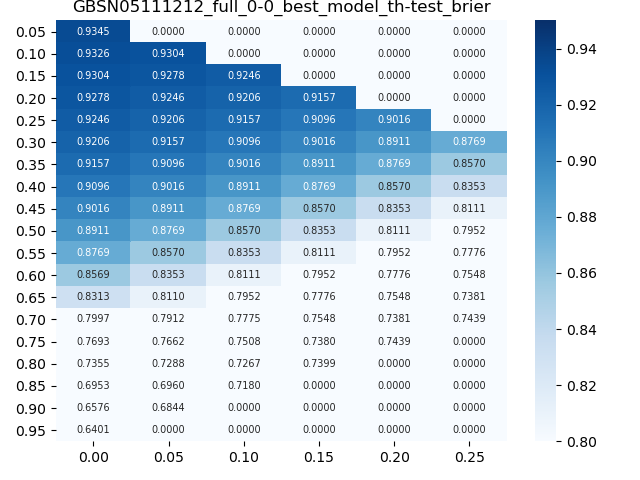 GBSN05111212_full_0-0_best_model_th-test_brier
0.05 0.9345 0.0000 0.0000 0.0000 0.0000 0.0000
0.10 0.9326 0.9304 0.0000 0.0000 0.0000 0.0000 0.94
0.15 0.9304 0.9278 0.9246 0.0000 0.0000 0.0000
0.20 0.9278 0.9246 0.9206 0.9157 0.0000 0.0000 0.92
0.25 0.9246 0.9206 0.9157 0.9096 0.9016 0.0000
0.30 0.9206 0.9157 0.9096 0.9016 0.8911 0.8769
0.35 0.9157 0.9096 0.9016 0.8911 0.8769 0.8570 0.90
0.40 0.9096 0.9016 0.8911 0.8769 0.8570 0.8353
0.45 0.9016 0.8911 0.8769 0.8570 0.8353 0.8111 0.88
0.50 0.8911 0.8769 0.8570 0.8353 0.8111 0.7952
0.55 0.8769 0.8570 0.8353 0.8111 0.7952 0.7776
0.60 0.8569 0.8353 0.8111 0.7952 0.7776 0.7548 0.86
0.65 0.8313 0.8110 0.7952 0.7776 0.7548 0.7381
0.70 0.7997 0.7912 0.7775 0.7548 0.7381 0.7439 0.84
0.75 0.7693 0.7662 0.7508 0.7380 0.7439 0.0000
0.80 0.7355 0.7288 0.7267 0.7399 0.0000 0.0000
0.85 0.6953 0.6960 0.7180 0.0000 0.0000 0.0000 0.82
0.90 0.6576 0.6844 0.0000 0.0000 0.0000 0.0000
0.95 0.6401 0.0000 0.0000 0.0000 0.0000 0.0000 0.80
0.00 0.05 0.10 0.15 0.20 0.25